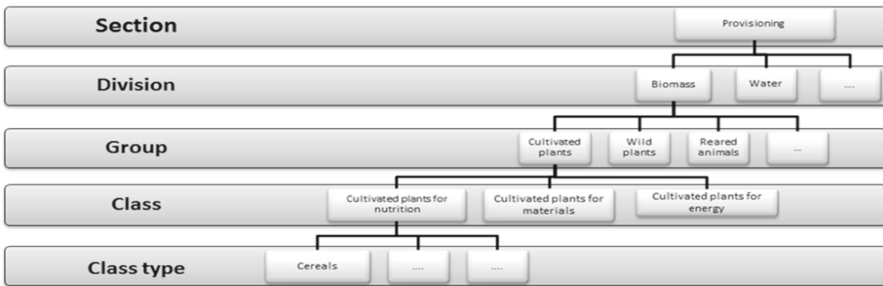 Section
Provisioning
Division
Biomass
Water
....
Group
Cultivated
plants
Wild
plants
Reared
animals
...
Class
Cultivated plants for
nutrition
Cultivated plants for
materials
Cultivated plants for
energy
Class type
Cereals
....
....